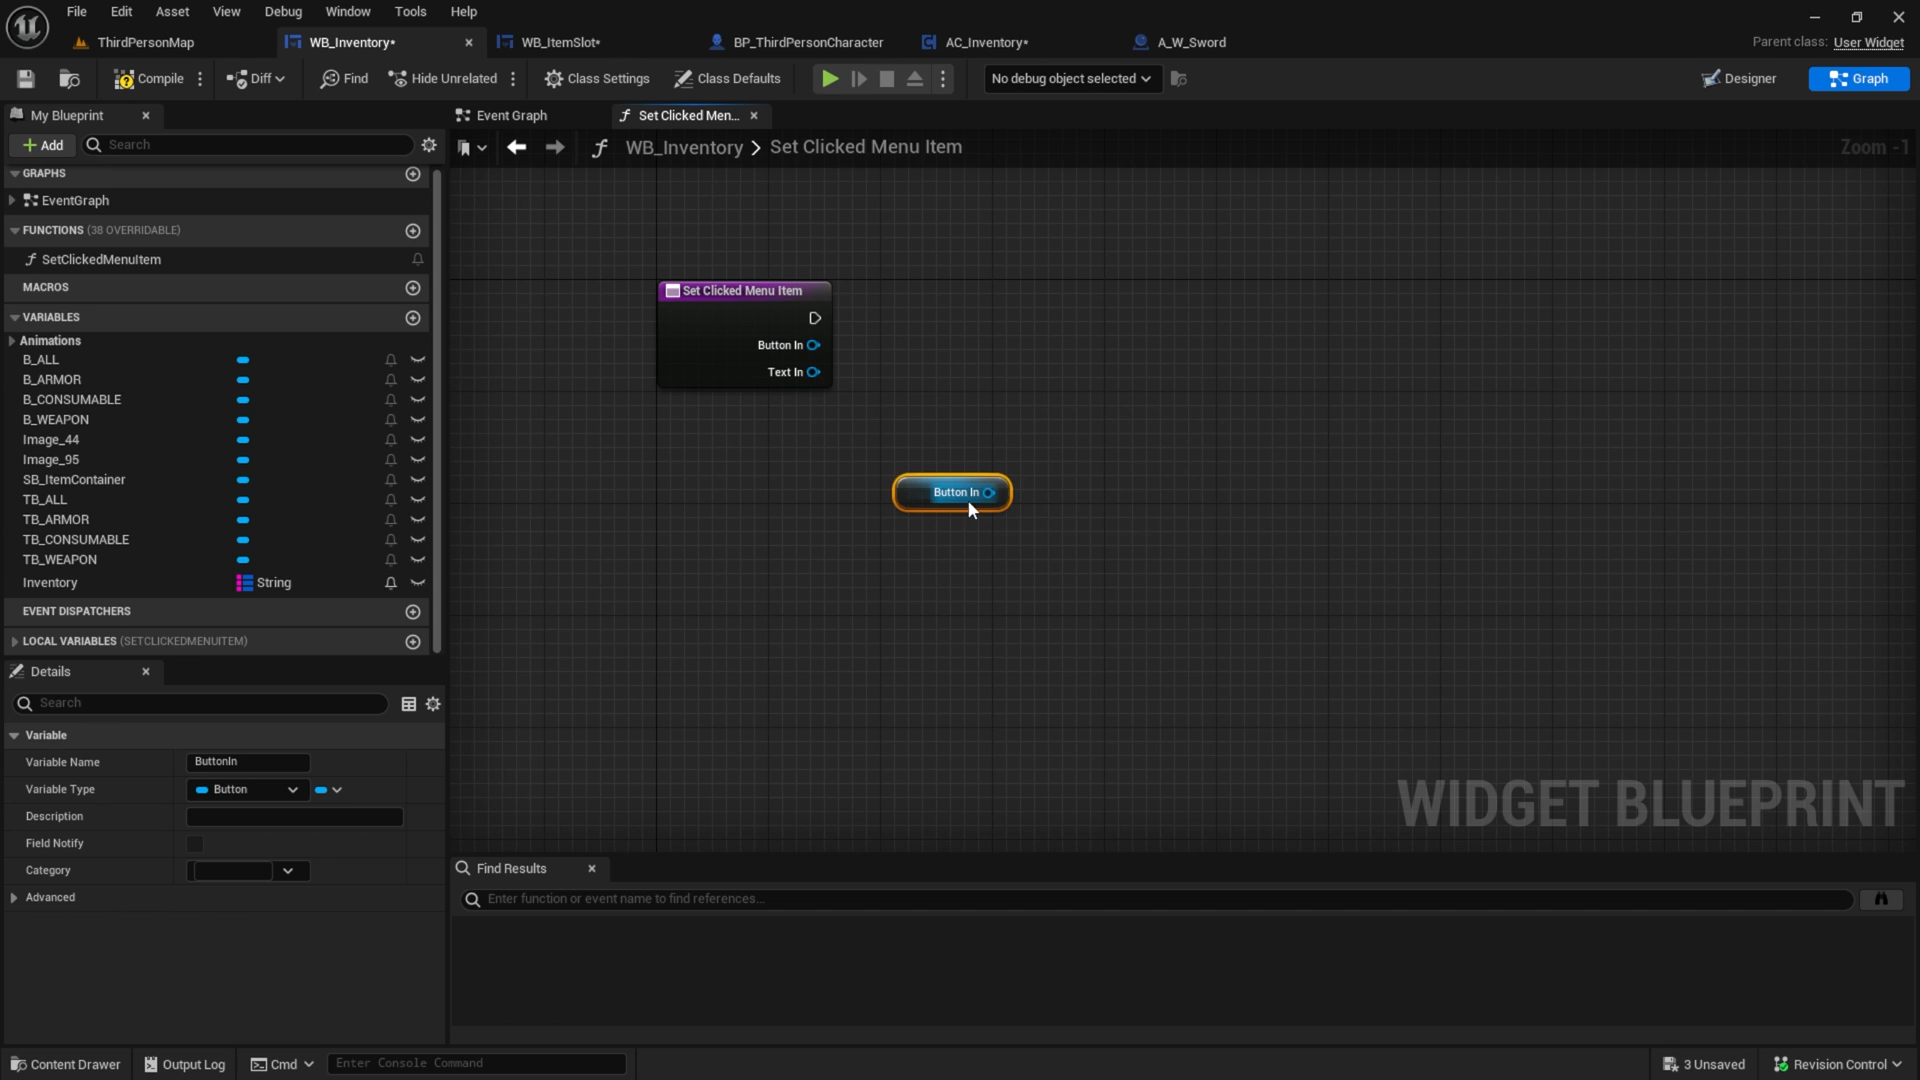 File Edit Asset View Debug Window Tools Help
ThirdPersonMap WB_Inventory* WB_ItemSlot* BP_ThirdPersonCharacter AC_Inventory* A_W_Sword
Parent class: User Widget
Compile Diff Find Hide Unrelated Class Settings Class Defaults No debug object selected Designer Graph
My Blueprint
Event Graph Set Clicked Men...
Add Search
WB_Inventory > Set Clicked Menu Item
Zoom -1
GRAPHS
EventGraph
FUNCTIONS (38 OVERRIDABLE)
SetClickedMenuItem
MACROS
VARIABLES
Animations
B_ALL
B_ARMOR
B_CONSUMABLE
B_WEAPON
Image_44
Image_95
SB_ItemContainer
TB_ALL
TB_ARMOR
TB_CONSUMABLE
TB_WEAPON
Inventory String
EVENT DISPATCHERS
LOCAL VARIABLES (SETCLICKEDMENUITEM)
Set Clicked Menu Item
Button In
Text In
Button In
WIDGET BLUEPRINT
Details
Search
Variable
Variable Name ButtonIn
Variable Type Button
Description
Field Notify
Category
Advanced
Find Results
Enter function or event name to find references...
Content Drawer Output Log Cmd Enter Console Command 3 Unsaved Revision Control